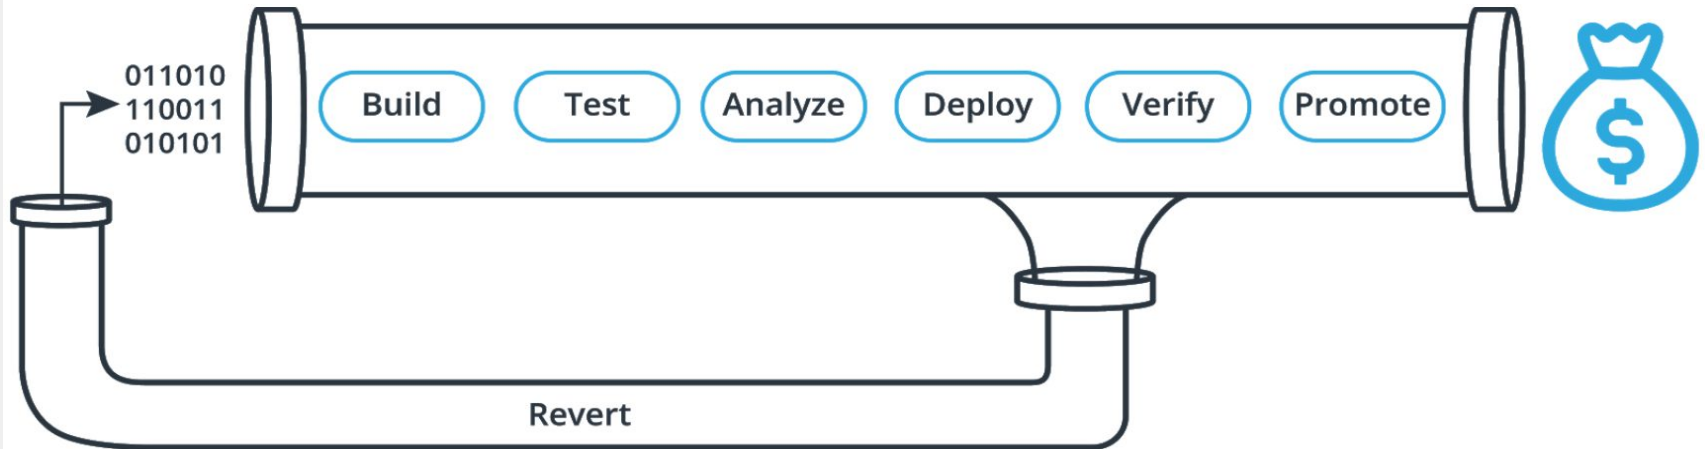 011010
110011
010101
Build Test Analyze Deploy Verify Promote
$
Revert